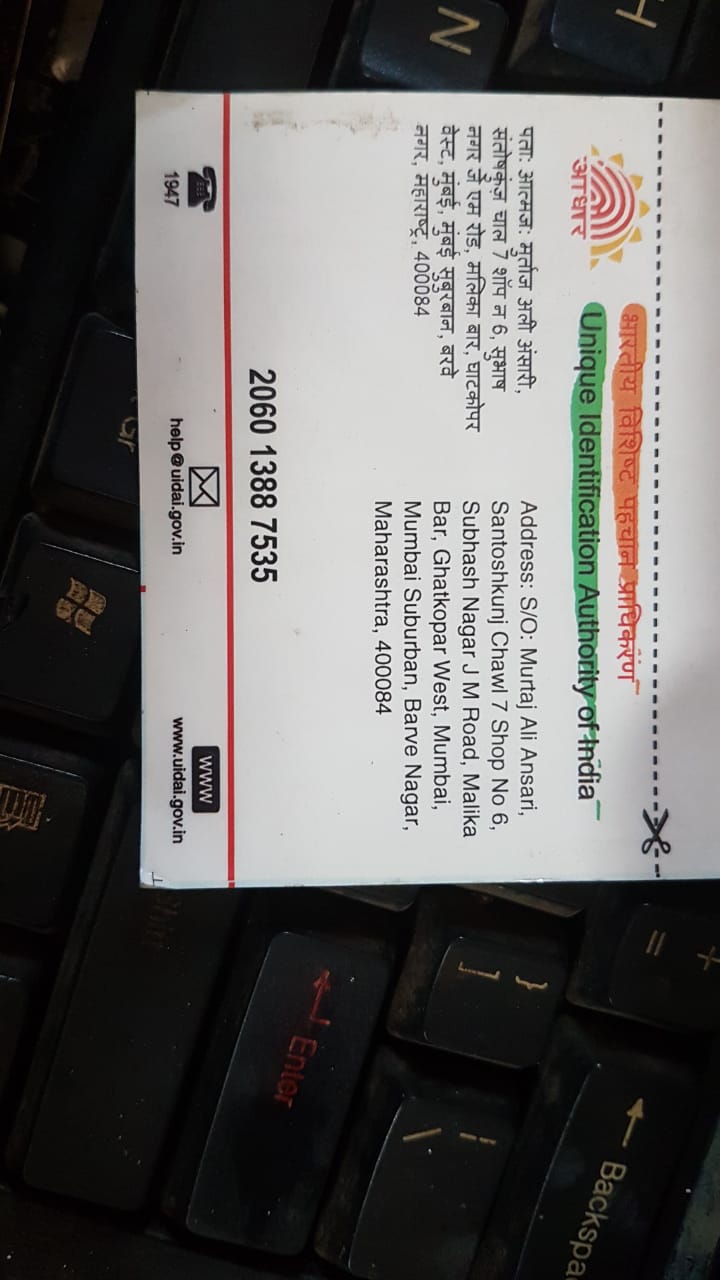 भारतीय विशिष्ट पहचान प्राधिकरण
Unique Identification Authority of India
आधार
पता: आत्मज: मुर्ताज अली अंसारी,
संतोषकुंज चाल 7 शॉप न 6, सुभाष
नगर जे एम रोड, मलिका बार, घाटकोपर
वेस्ट, मुंबई, मुंबई सुबुरबान, बरवे
नगर, महाराष्ट्र, 400084
Address: S/O: Murtaj Ali Ansari,
Santoshkunj Chawl 7 Shop No 6,
Subhash Nagar J M Road, Malika
Bar, Ghatkopar West, Mumbai,
Mumbai Suburban, Barve Nagar,
Maharashtra, 400084
2060 1388 7535
1947
help@uidai.gov.in
www
www.uidai.gov.in
H
N
+
=
}
]
Enter
\
Backspa
Shift
Gr